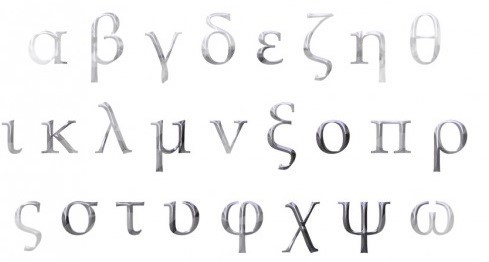 α β γ δ ε ζ η θ
ι κ λ μ ν ξ ο π ρ
ς σ τ υ φ χ ψ ω